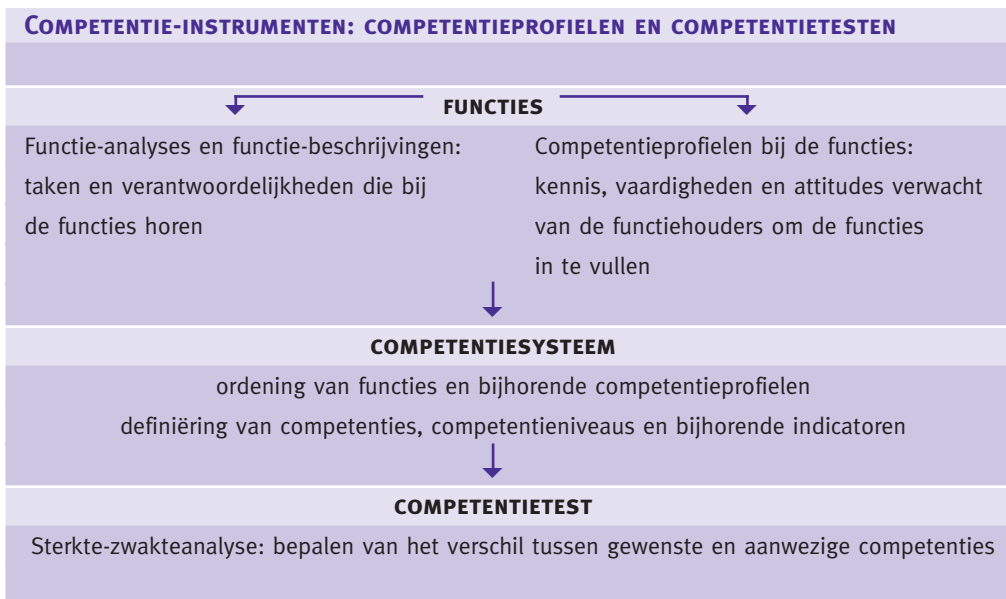 COMPETENTIE-INSTRUMENTEN: COMPETENTIEPROFIELEN EN COMPETENTIETESTEN
FUNCTIES
Functie-analyses en functie-beschrijvingen:
taken en verantwoordelijkheden die bij
de functies horen
Competentieprofielen bij de functies:
kennis, vaardigheden en attitudes verwacht
van de functiehouders om de functies
in te vullen
COMPETENTIESYSTEEM
ordening van functies en bijhorende competentieprofielen
definiëring van competenties, competentieniveaus en bijhorende indicatoren
COMPETENTIETEST
Sterkte-zwakteanalyse: bepalen van het verschil tussen gewenste en aanwezige competenties